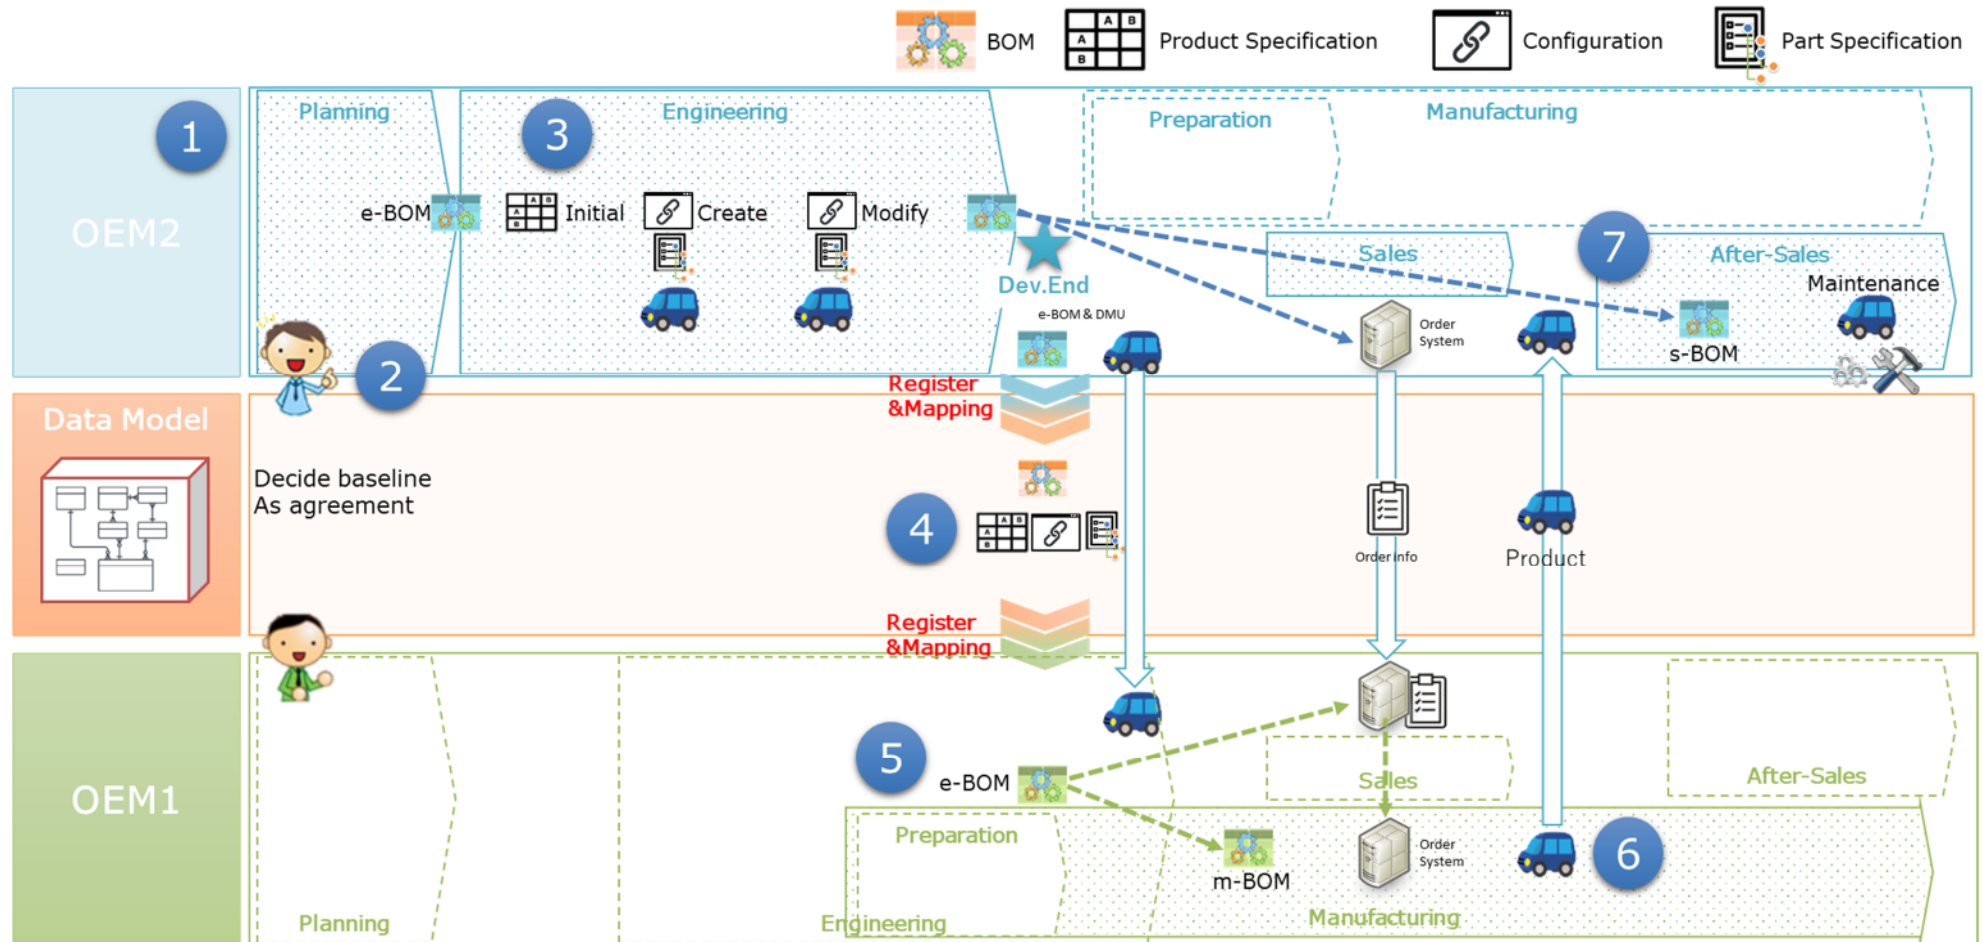 BOM
Product Specification
Configuration
Part Specification
A B
A
B
OEM2
1
Planning
3
Engineering
Preparation
Manufacturing
e-BOM
A B
A
B
Initial
Create
Modify
7
Sales
After-Sales
Maintenance
Dev.End
e-BOM & DMU
Order
System
s-BOM
2
Register
&Mapping
Data Model
Decide baseline
As agreement
4
A B
A
B
Order info
Product
Register
&Mapping
OEM1
5
e-BOM
Sales
After-Sales
Preparation
m-BOM
Order
System
6
Planning
Engineering
Manufacturing